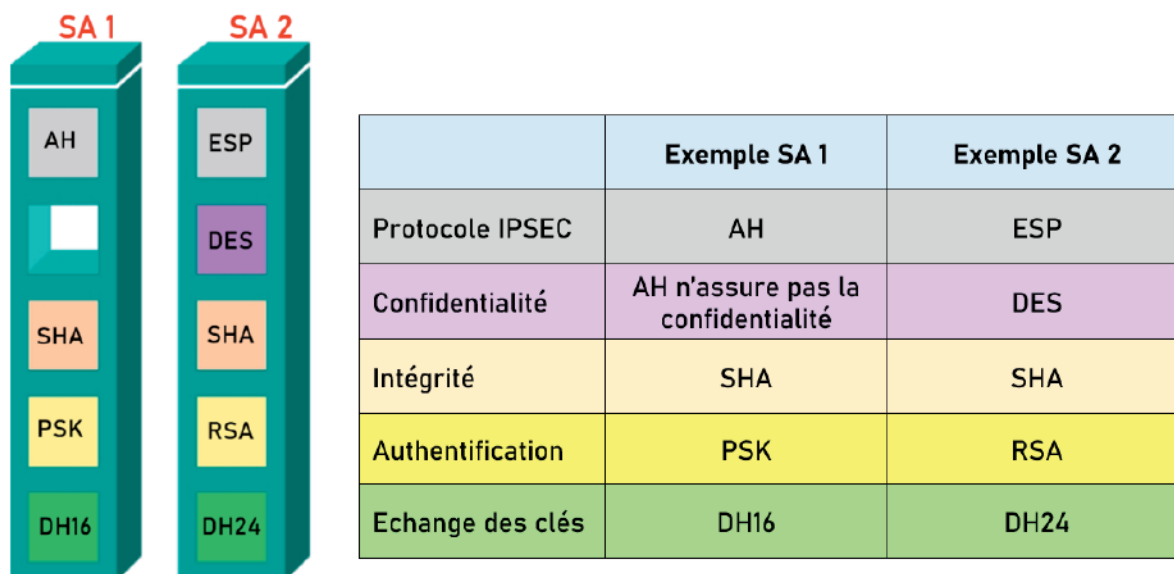 SA 1
SA 2
AH
SHA
PSK
DH16
ESP
DES
SHA
RSA
DH24
Exemple SA 1
Exemple SA 2
Protocole IPSEC
AH
ESP
Confidentialité
AH n'assure pas la
confidentialité
DES
Intégrité
SHA
SHA
Authentification
PSK
RSA
Echange des clés
DH16
DH24